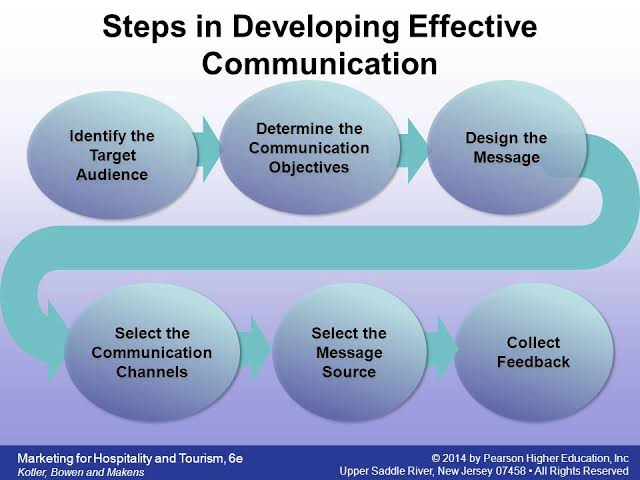 Steps in Developing Effective
Communication
Identify the
Target
Audience
Determine the
Communication
Objectives
Design the
Message
Select the
Communication
Channels
Select the
Message
Source
Collect
Feedback
Marketing for Hospitality and Tourism, 6e
Kotler, Bowen and Makens
© 2014 by Pearson Higher Education, Inc
Upper Saddle River, New Jersey 07458 • All Rights Reserved